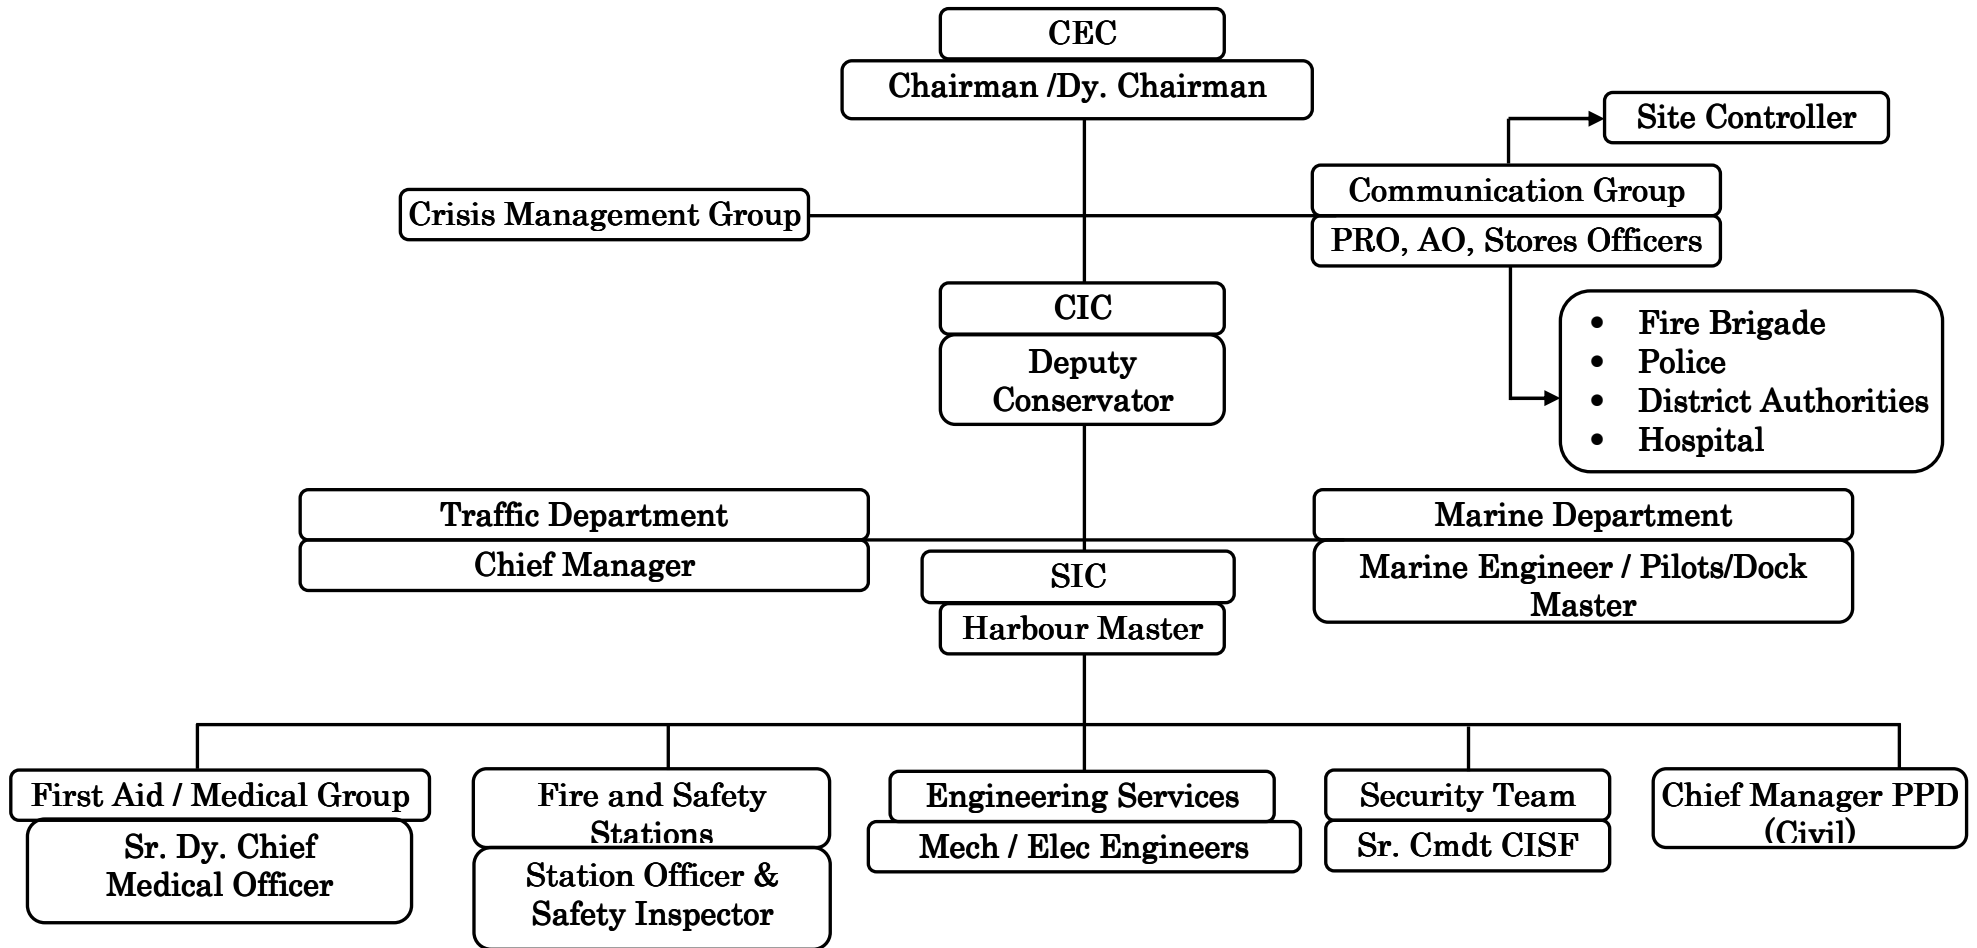 CEC
Chairman /Dy. Chairman
Site Controller
Communication Group
Crisis Management Group
PRO, AO, Stores Officers
CIC
Deputy
Conservator
• Fire Brigade
• Police
• District Authorities
• Hospital
Traffic Department
Chief Manager
Marine Department
Marine Engineer / Pilots/Dock
Master
SIC
Harbour Master
First Aid / Medical Group
Sr. Dy. Chief
Medical Officer
Fire and Safety
Stations
Station Officer &
Safety Inspector
Engineering Services
Mech / Elec Engineers
Security Team
Sr. Cmdt CISF
Chief Manager PPD
(Civil)